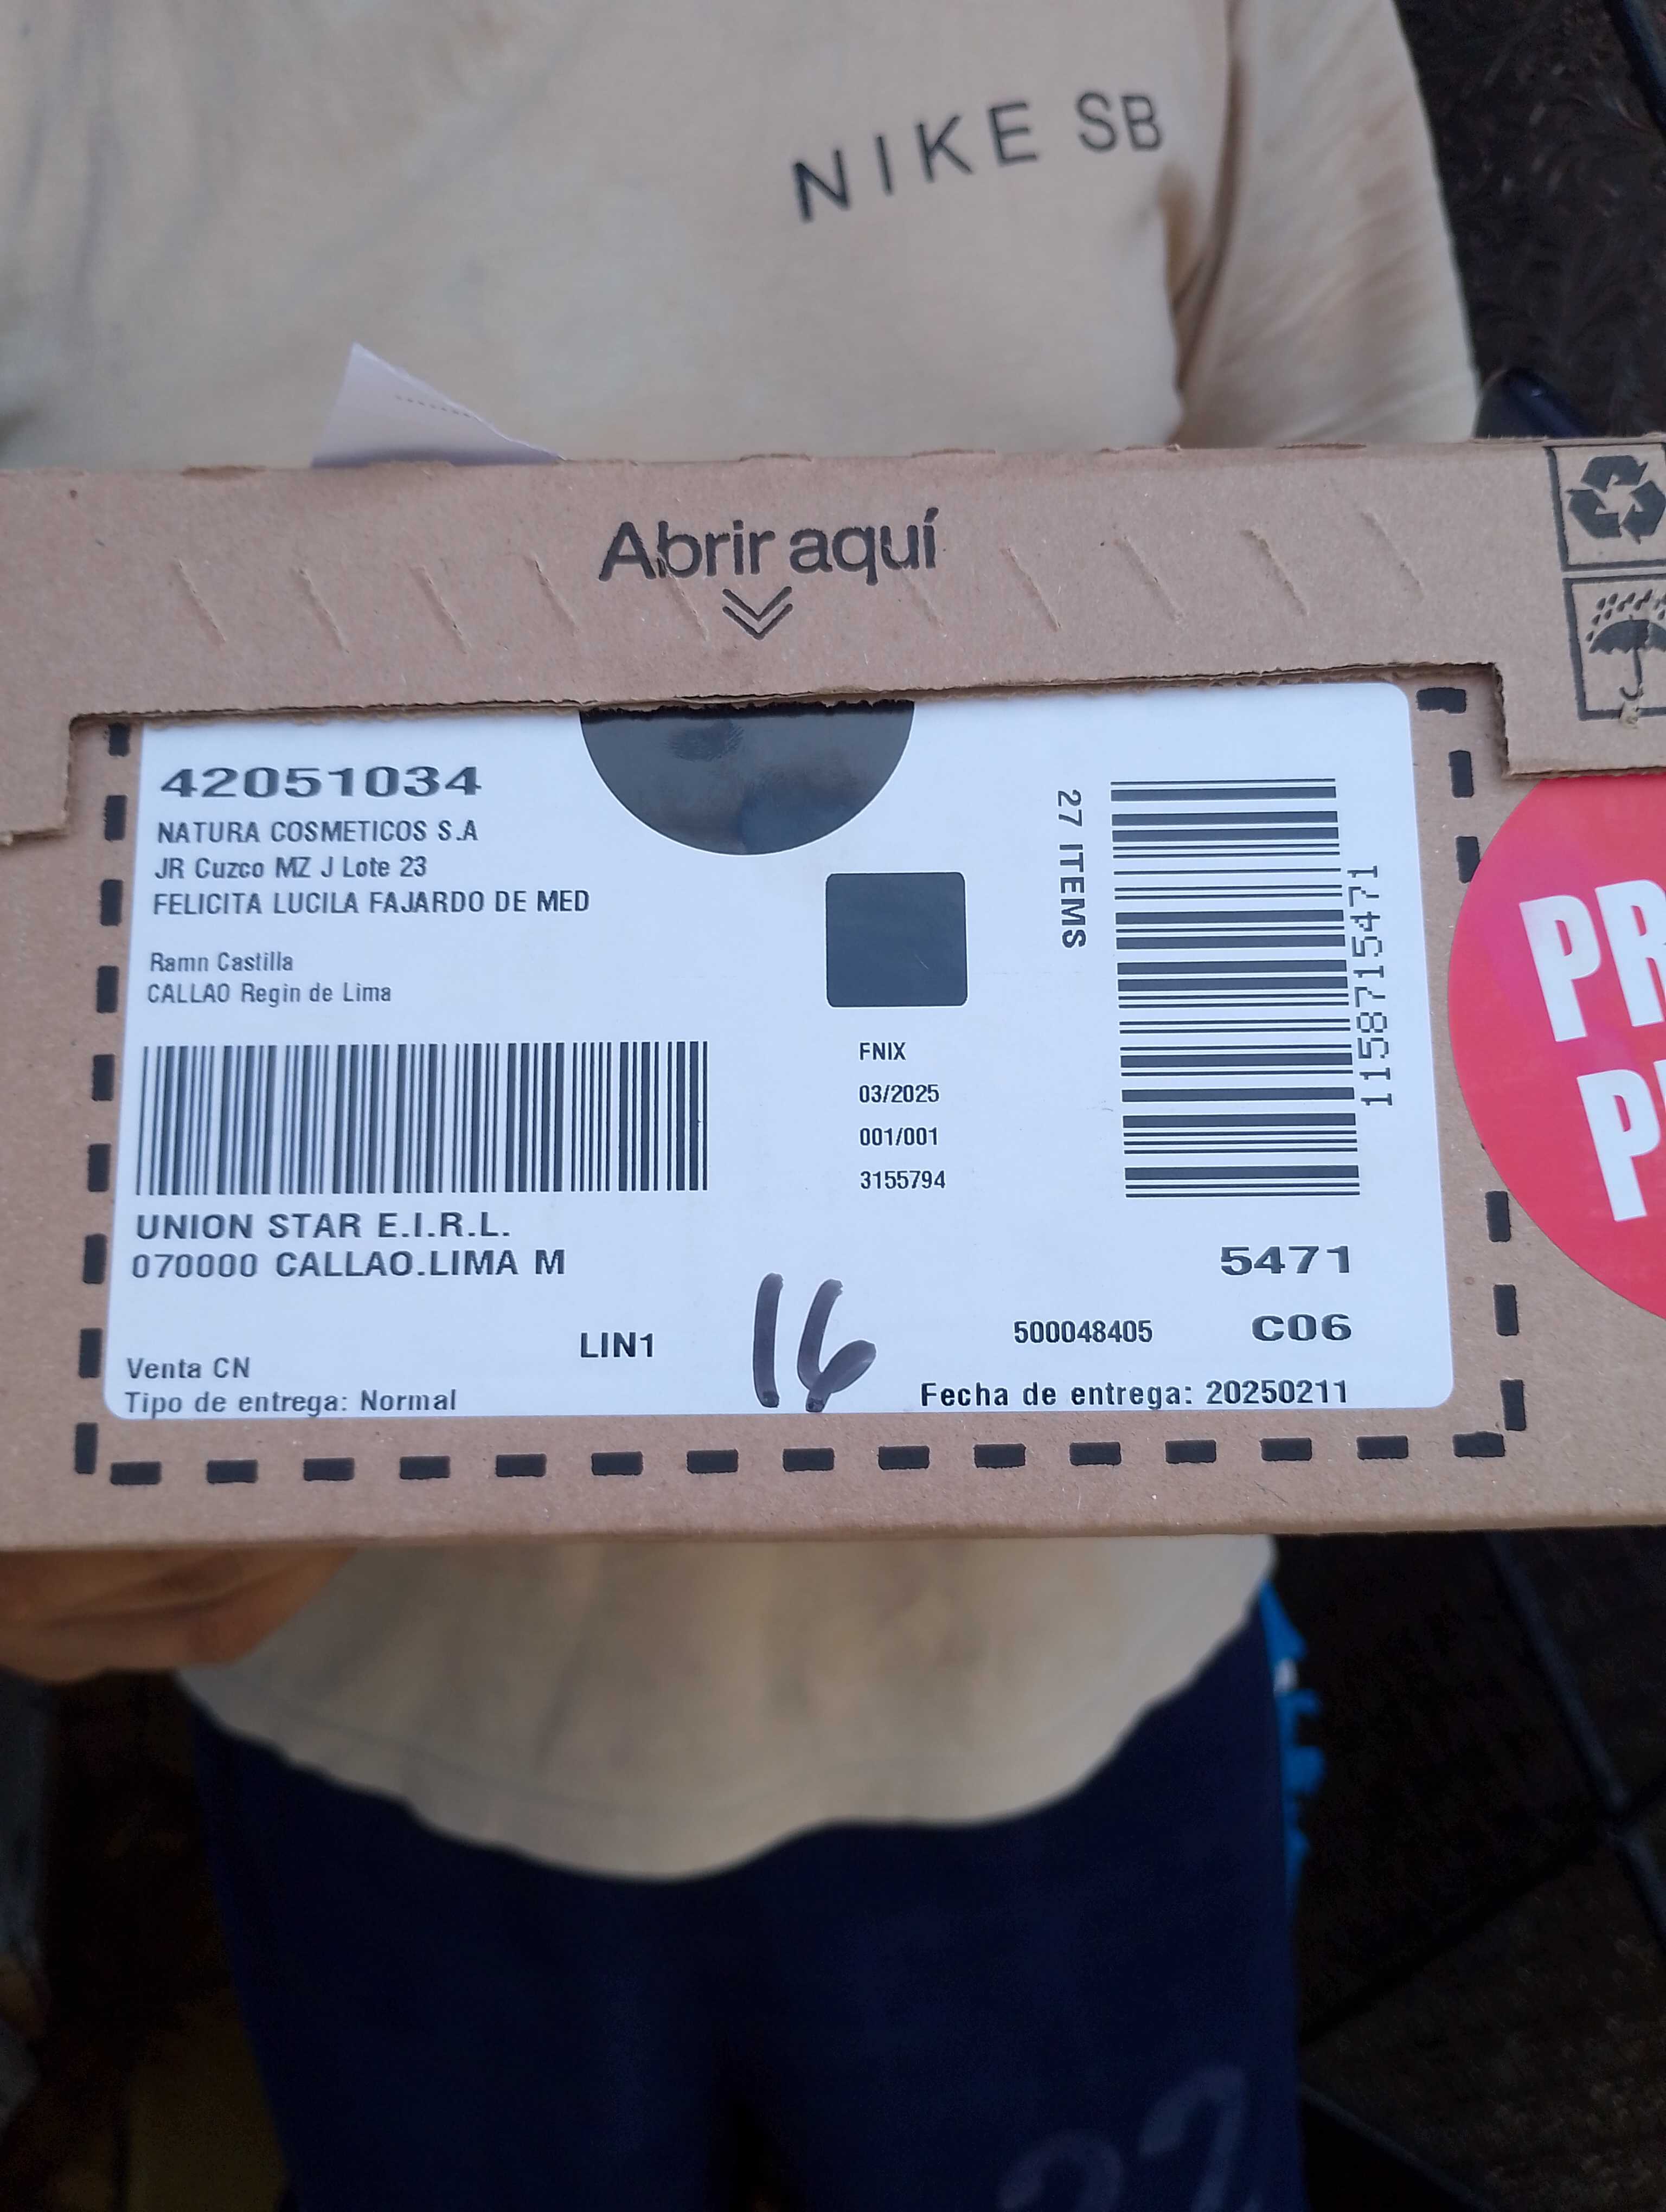 NIKE SB
Abrir aquí
42051034
NATURA COSMETICOS S.A
JR Cuzco MZ J Lote 23
FELICITA LUCILA FAJARDO DE MED
Ramn Castilla
CALLAO Regin de Lima
27 ITEMS
1158715471
FNIX
03/2025
001/001
3155794
UNION STAR E.I.R.L.
070000 CALLAO.LIMA M
5471
LIN1
16
500048405
C06
Venta CN
Tipo de entrega: Normal
Fecha de entrega: 20250211
PR
P